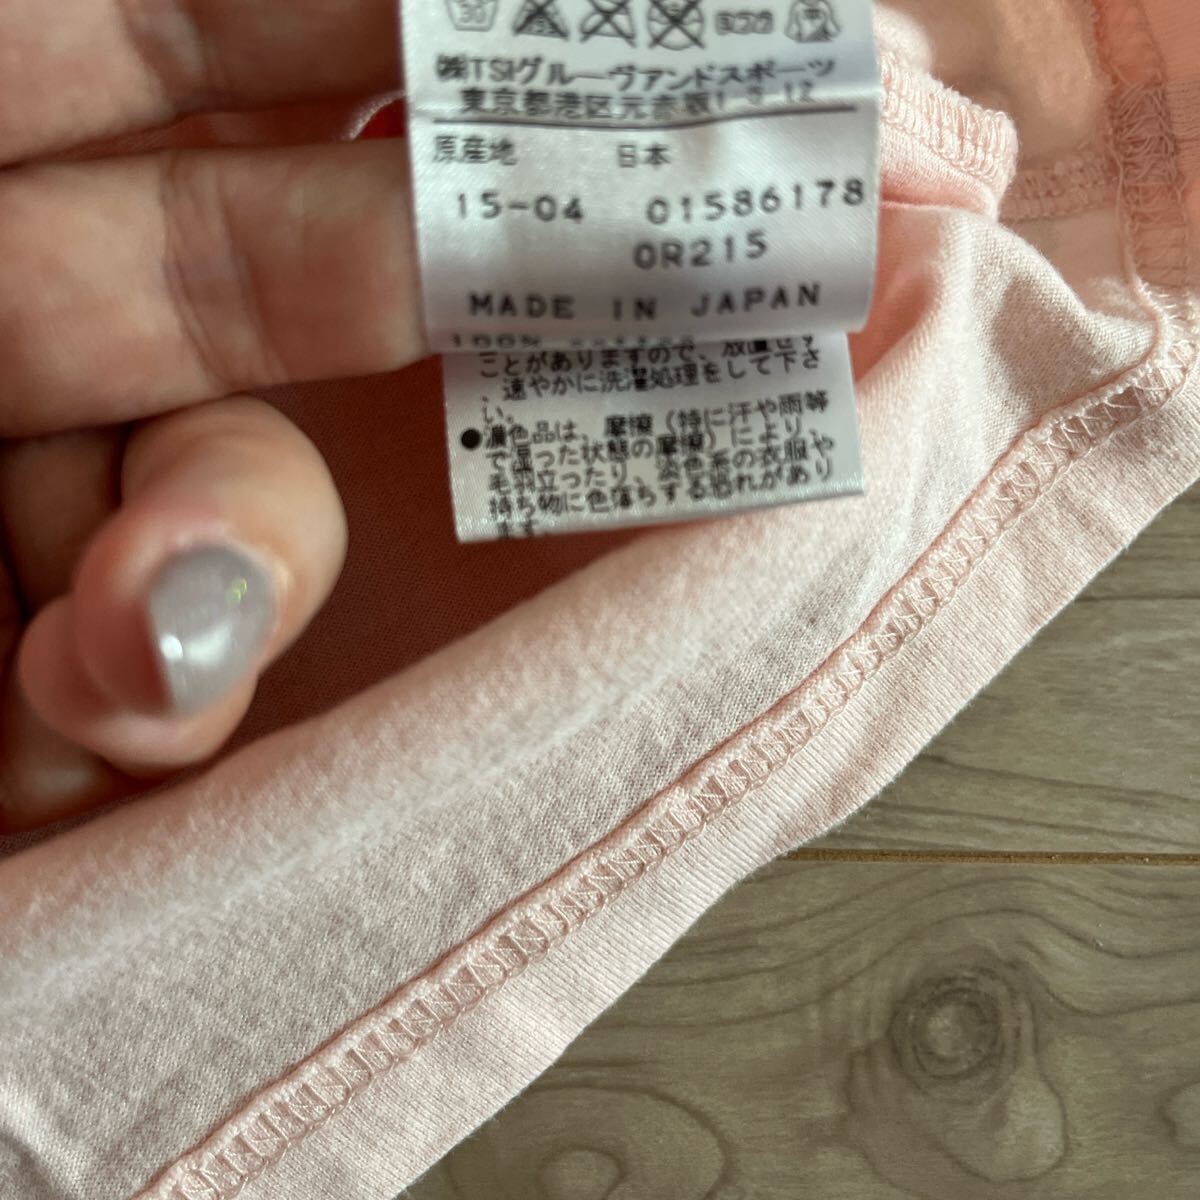 30
㈱TSIグルーヴアンドスポーツ
東京都港区元赤坂1-3-12
原産地 日本
15-04 01586178
0R215
MADE IN JAPAN
100%
ことがありますので、放置せず
、速やかに洗濯処理をして下さ
い。
●濃色品は、摩擦（特に汗や雨等
で湿った状態の摩擦）により、
毛羽立ったり、淡色系の衣服や
持ち物に色落ちする恐れがあり
ます。